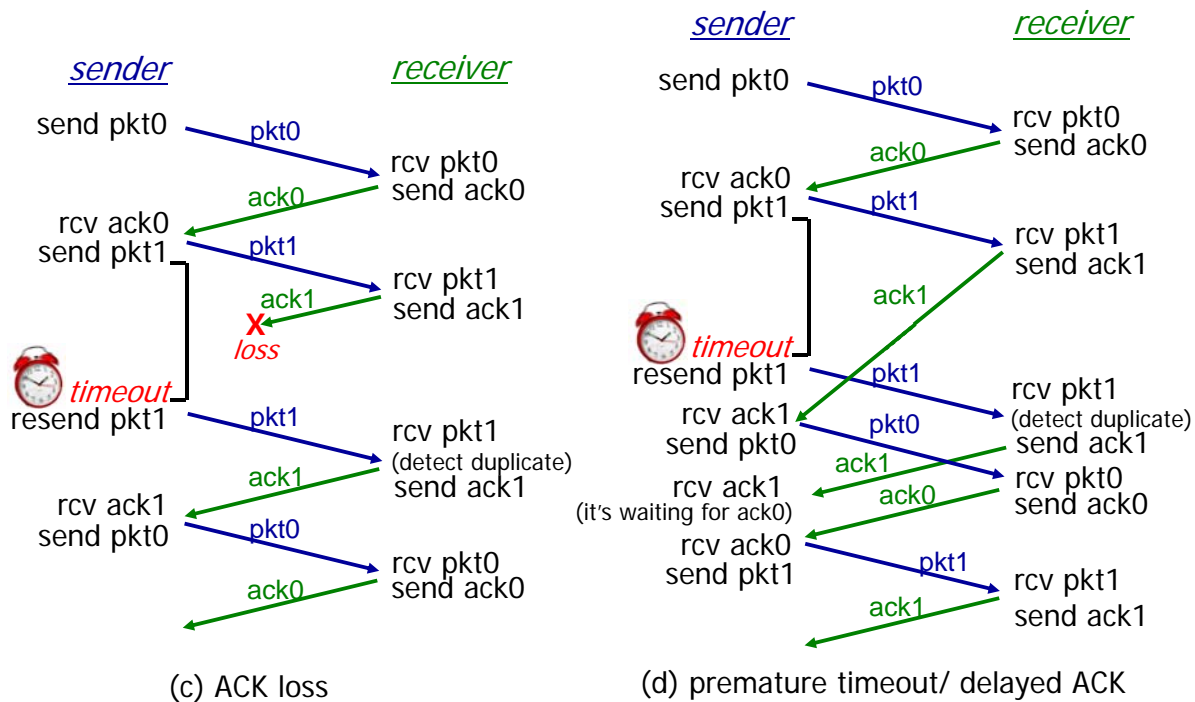 sender
receiver
send pkt0
pkt0
rcv pkt0
send ack0
ack0
rcv ack0
send pkt1
pkt1
rcv pkt1
send ack1
ack1
X
loss
timeout
resend pkt1
pkt1
rcv pkt1
(detect duplicate)
send ack1
ack1
rcv ack1
send pkt0
pkt0
rcv pkt0
send ack0
ack0
(c) ACK loss
sender
receiver
send pkt0
pkt0
rcv pkt0
send ack0
ack0
rcv ack0
send pkt1
pkt1
rcv pkt1
send ack1
ack1
timeout
resend pkt1
pkt1
rcv pkt1
(detect duplicate)
send ack1
rcv ack1
send pkt0
pkt0
ack1
rcv ack1
(it's waiting for ack0)
rcv pkt0
send ack0
ack0
rcv ack0
send pkt1
pkt1
rcv pkt1
send ack1
ack1
(d) premature timeout/ delayed ACK